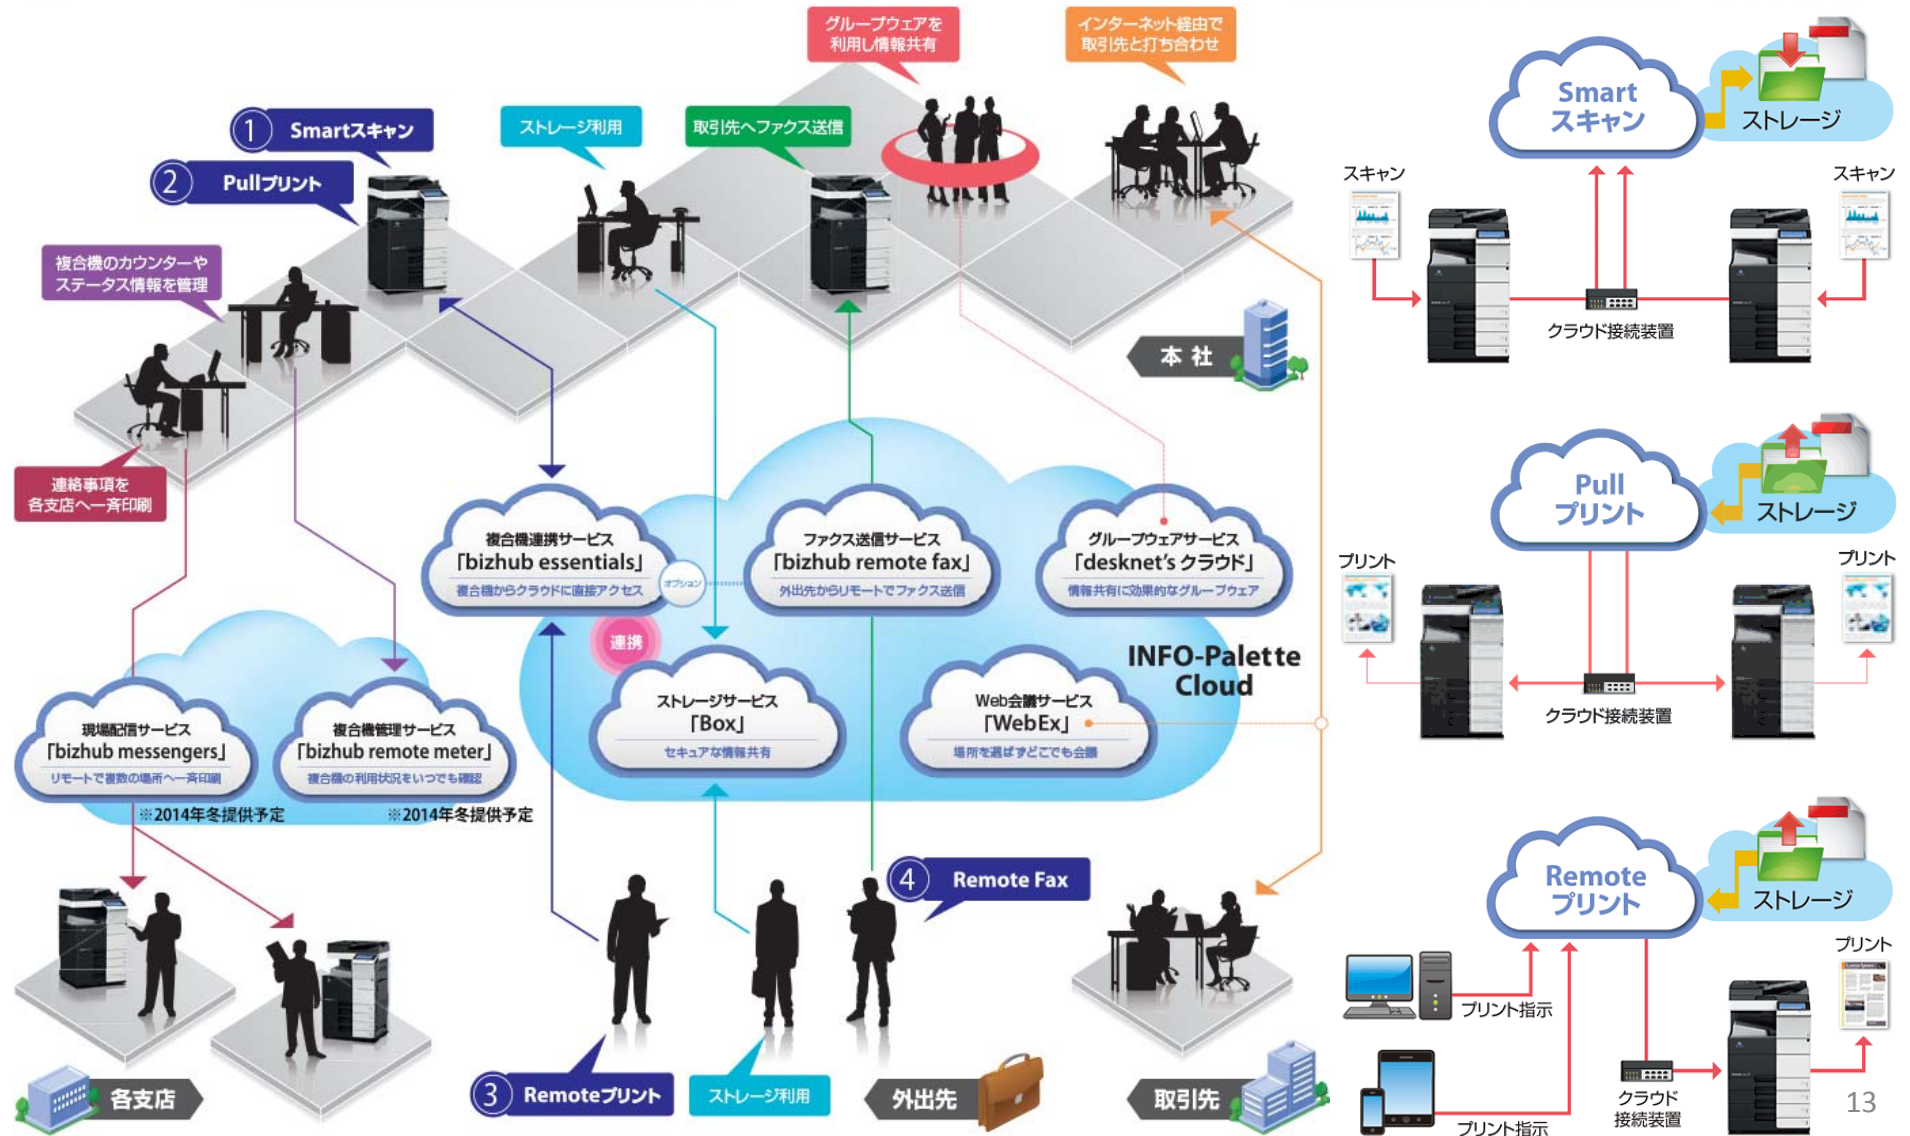 グループウェアを
利用し情報共有
インターネット経由で
取引先と打ち合わせ
① Smartスキャン
② Pullプリント
ストレージ利用
取引先へファクス送信
複合機のカウンターや
ステータス情報を管理
連絡事項を
各支店へ一斉印刷
本社
複合機連携サービス
「bizhub essentials」
複合機からクラウドに直接アクセス
オプション
ファクス送信サービス
「bizhub remote fax」
外出先からリモートでファクス送信
グループウェアサービス
「desknet's クラウド」
情報共有に効果的なグループウェア
連携
INFO-Palette
Cloud
ストレージサービス
「Box」
セキュアな情報共有
Web会議サービス
「WebEx」
場所を選ばずどこでも会議
現場配信サービス
「bizhub messengers」
リモートで複数の場所へ一斉印刷
※2014年冬提供予定
複合機管理サービス
「bizhub remote meter」
複合機の利用状況をいつでも確認
※2014年冬提供予定
④ Remote Fax
③ Remoteプリント
ストレージ利用
各支店
外出先
取引先
Smart
スキャン
ストレージ
スキャン
スキャン
クラウド接続装置
Pull
プリント
ストレージ
プリント
プリント
クラウド接続装置
Remote
プリント
ストレージ
プリント
プリント指示
プリント指示
クラウド
接続装置
13